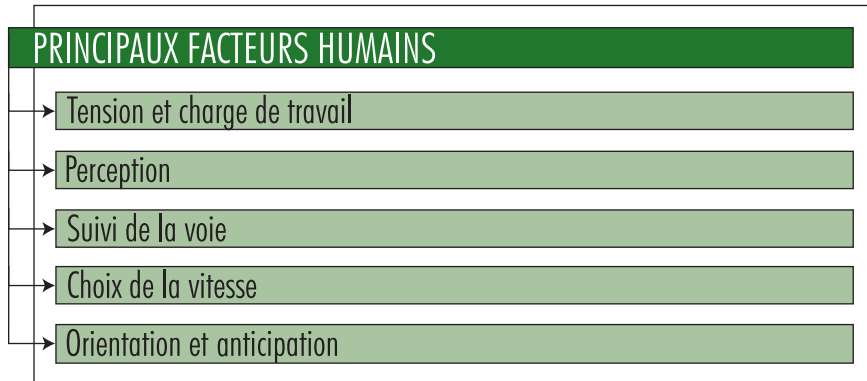 PRINCIPAUX FACTEURS HUMAINS
Tension et charge de travail
Perception
Suivi de la voie
Choix de la vitesse
Orientation et anticipation